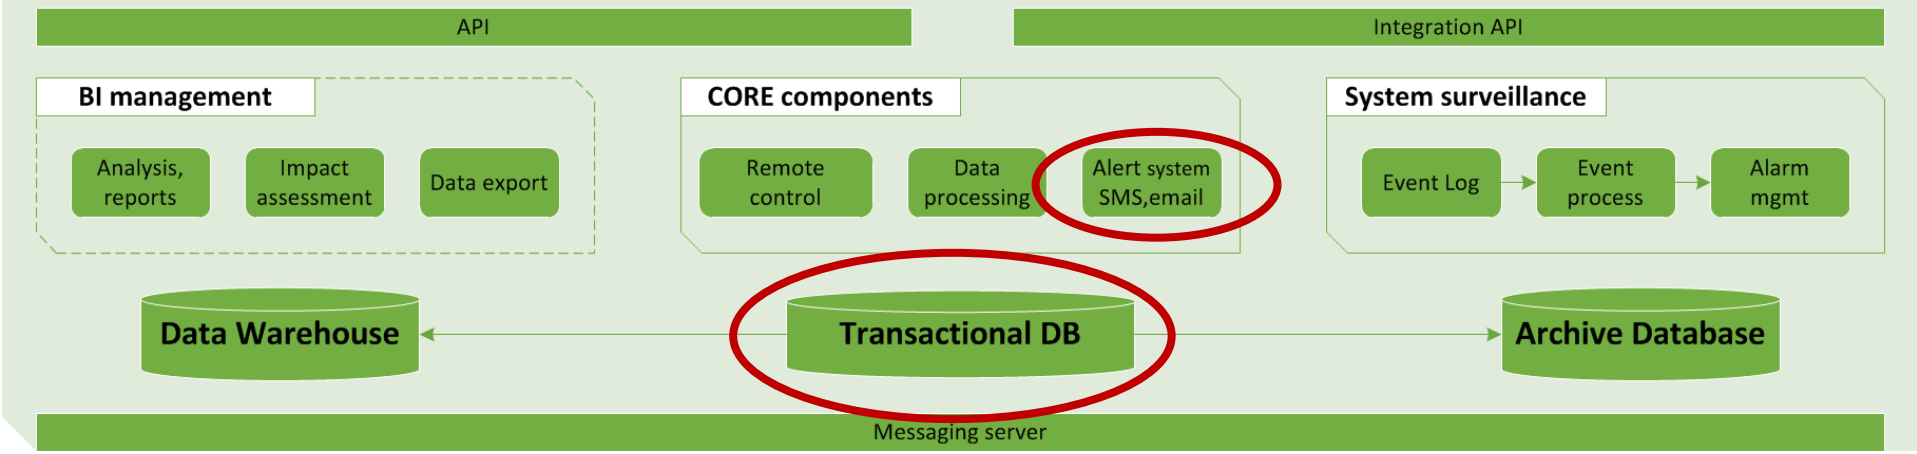 API
Integration API
BI management
Analysis,
reports
Impact
assessment
Data export
CORE components
Remote
control
Data
processing
Alert system
SMS,email
System surveillance
Event Log
Event
process
Alarm
mgmt
Data Warehouse
Transactional DB
Archive Database
Messaging server